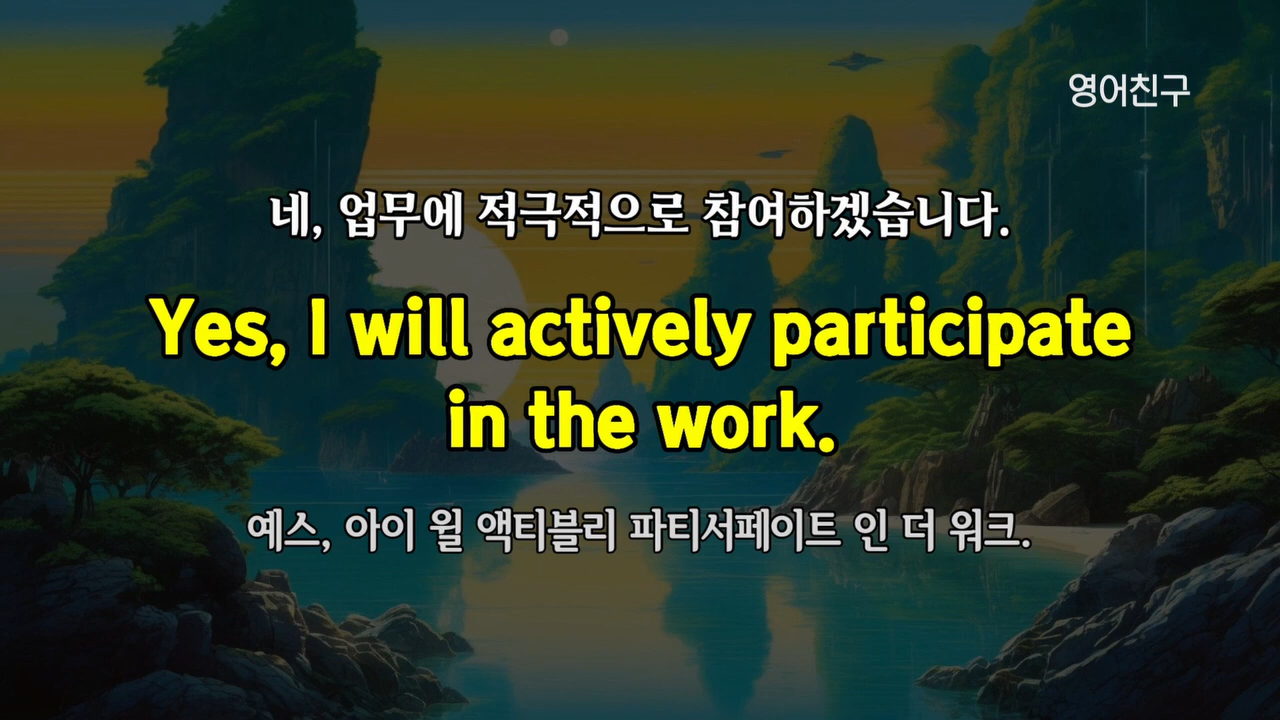 영어친구
네, 업무에 적극적으로 참여하겠습니다.
Yes, I will actively participate
in the work.
예스, 아이 윌 액티블리 파티서페이트 인 더 워크.